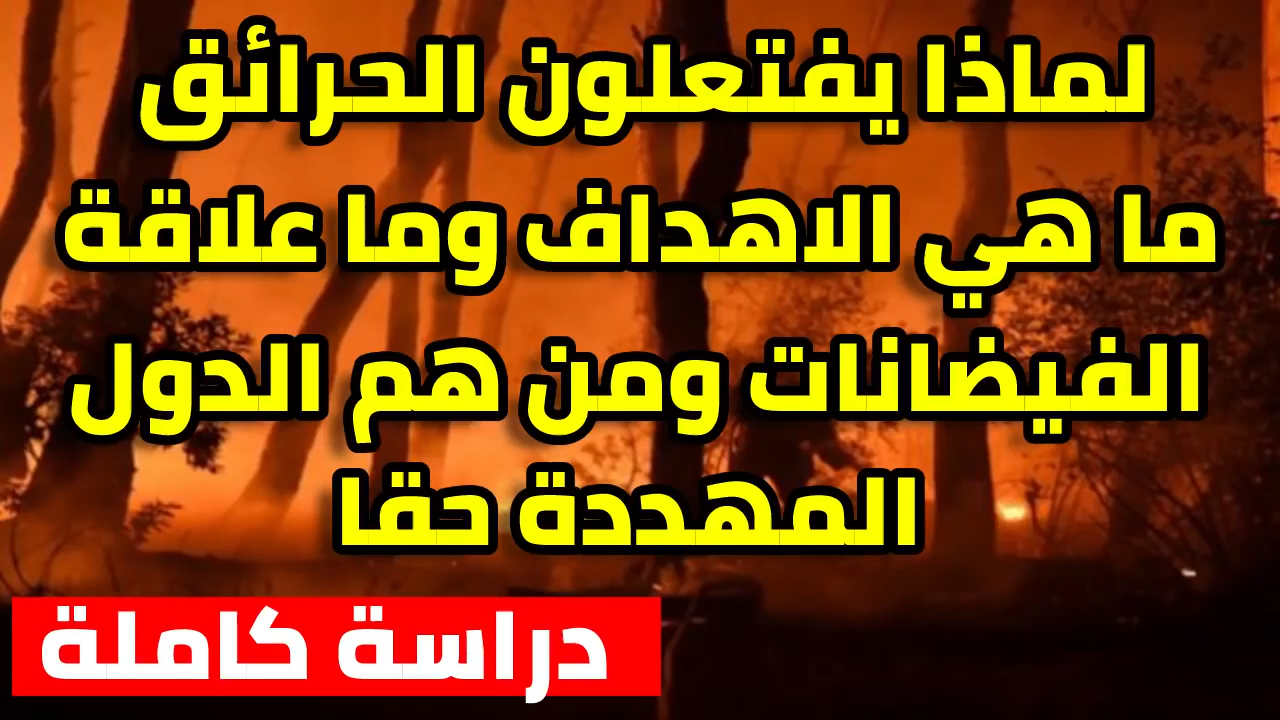 لماذا يفتعلون الحرائق
ما هي الاهداف وما علاقة
الفيضانات ومن هم الدول
المهددة حقا
دراسة كاملة